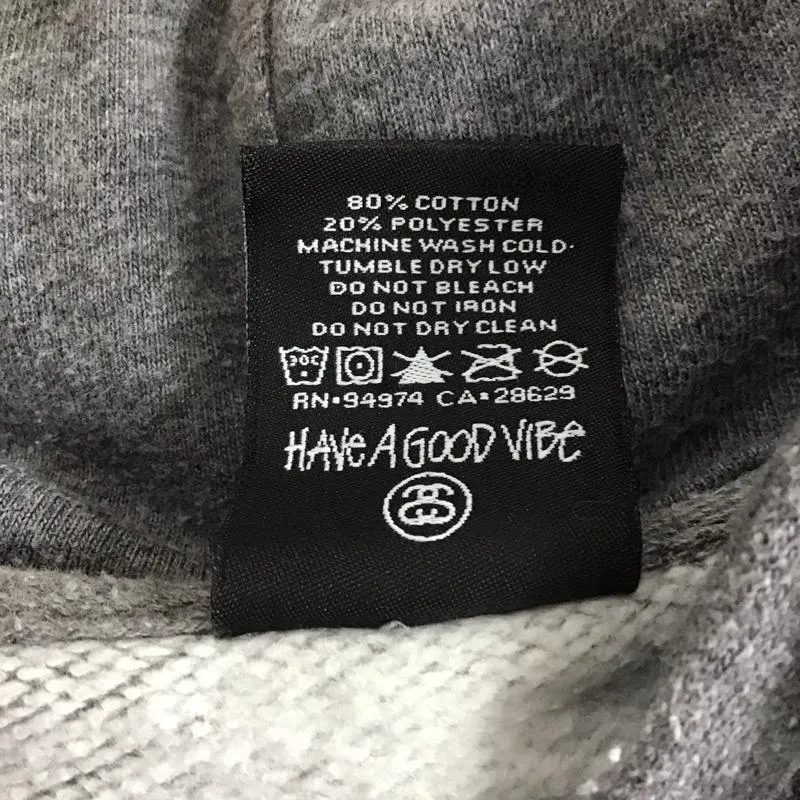 80% COTTON
20% POLYESTER
MACHINE WASH COLD·
TUMBLE DRY LOW
DO NOT BLEACH
DO NOT IRON
DO NOT DRY CLEAN
30C
RN·94974 CA·28629
HAVE A GOOD VIBE